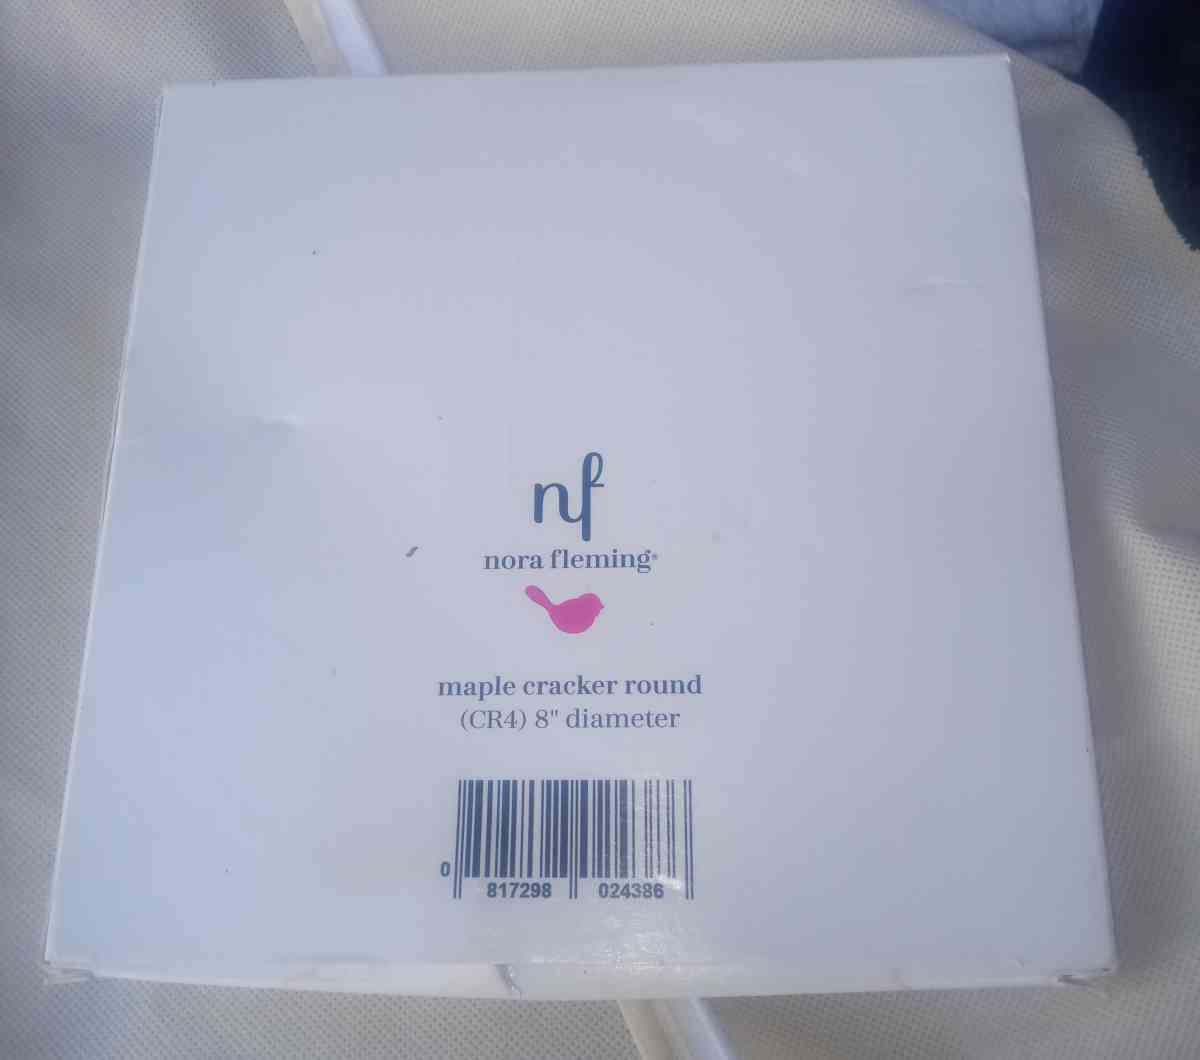 nf
nora fleming®
maple cracker round
(CR4) 8" diameter
0 817298 024386